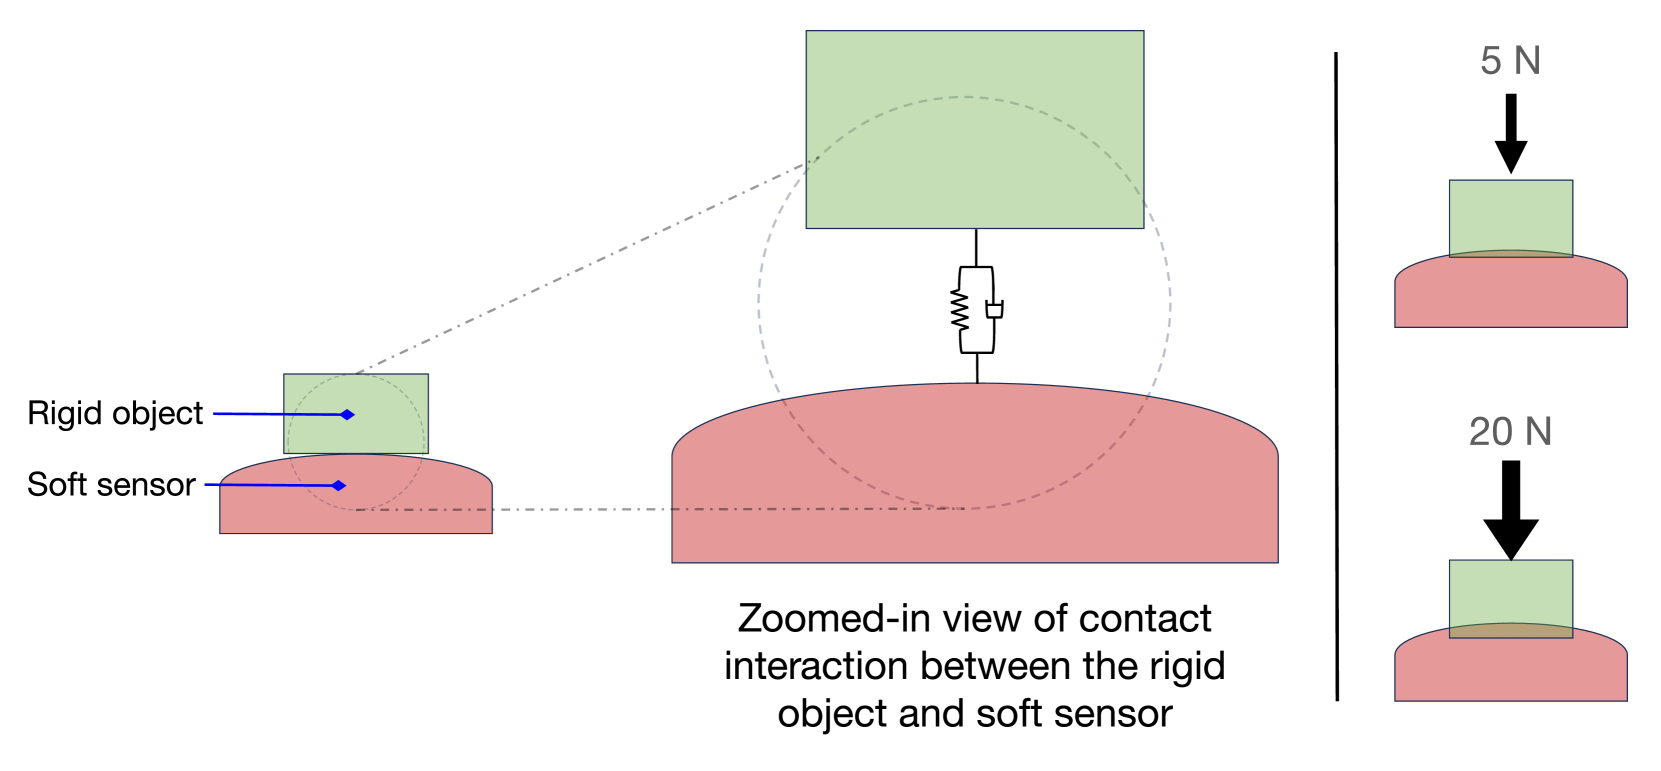 Rigid object
Soft sensor
Zoomed-in view of contact
interaction between the rigid
object and soft sensor
5 N
20 N